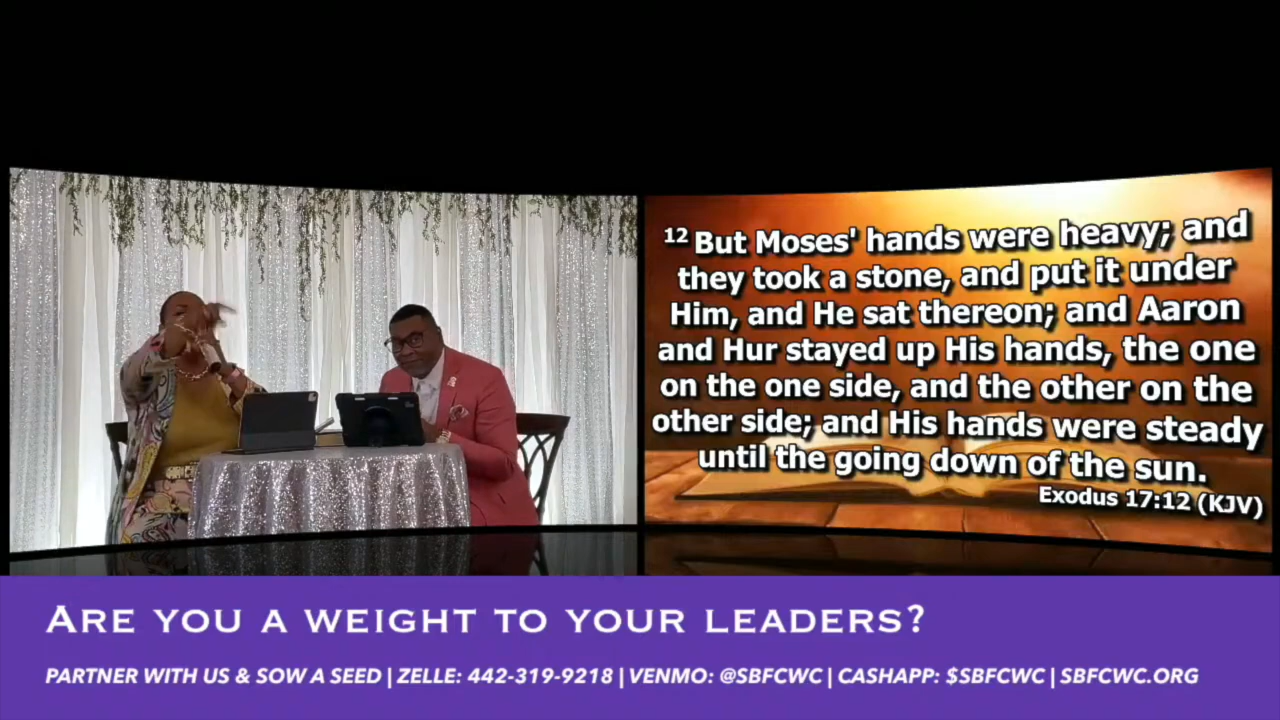 12 But Moses' hands were heavy; and
they took a stone, and put it under
Him, and He sat thereon; and Aaron
and Hur stayed up His hands, the one
on the one side, and the other on the
other side; and His hands were steady
until the going down of the sun.
Exodus 17:12 (KJV)
ARE YOU A WEIGHT TO YOUR LEADERS?
PARTNER WITH US & SOW A SEED | ZELLE: 442-319-9218 | VENMO: @SBFCWC | CASHAPP: $SBFCWC | SBFCWC.ORG